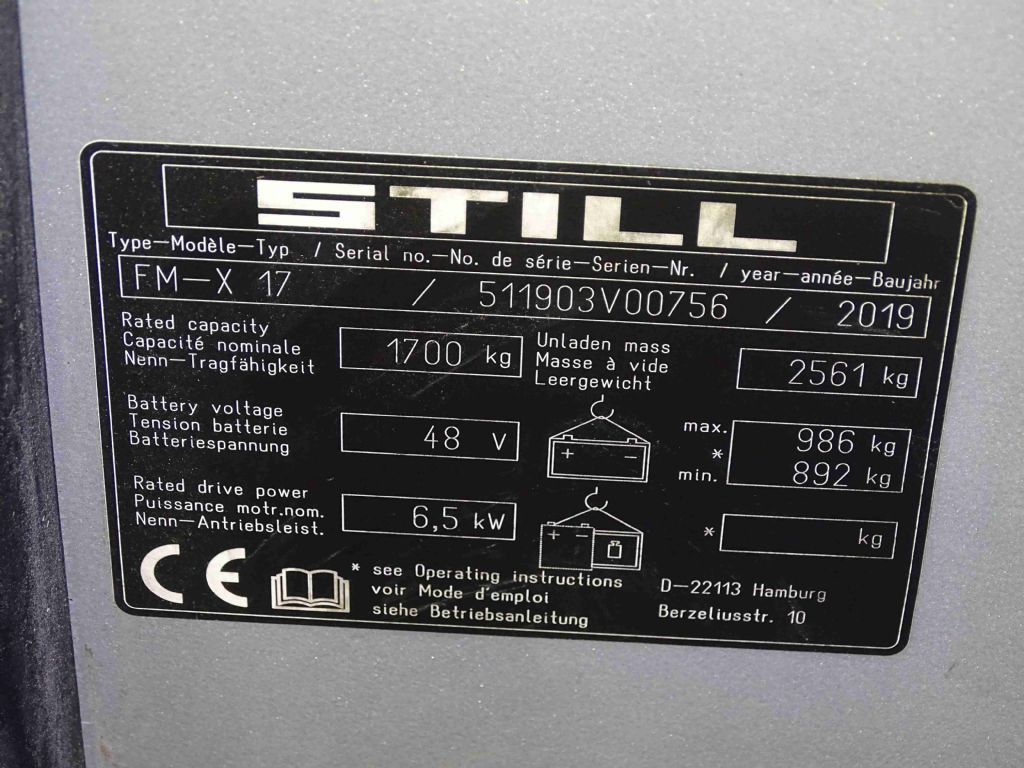 STILL
Type—Modèle—Typ / Serial no.—No. de série—Serien—Nr. / year—année—Baujahr
FM—X 17 / 511903V00756 / 2019
Rated capacity
Capacité nominale
Nenn—Tragfähigkeit
1700 kg
Unladen mass
Masse à vide
Leergewicht
2561 kg
Battery voltage
Tension batterie
Batteriespannung
48 V
+ −
max. 986 kg
*
min. 892 kg
Rated drive power
Puissance motr.nom.
Nenn—Antriebsleist.
6,5 kW
+ −
* kg
CE
* see Operating instructions
voir Mode d'emploi
siehe Betriebsanleitung
D—22113 Hamburg
Berzeliusstr. 10